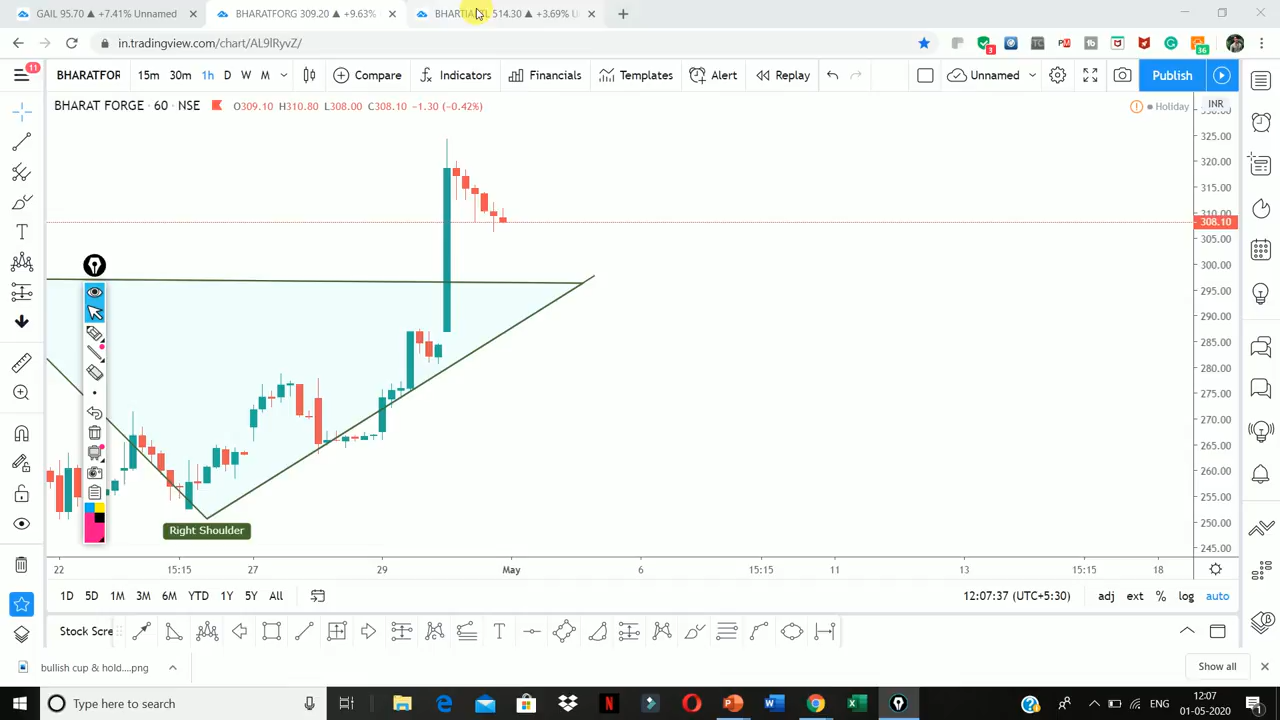 GAIL 95.70 ▲ +7.41% Unnamed
BHARATFORG 309.20 ▲ +9.63%
514.30 ▲ +3.69%
in.tradingview.com/chart/AL9lRyvZ/
36
11
BHARATFOR
15m 30m 1h D W M
Compare
Indicators
Financials
Templates
Alert
Replay
Unnamed
Publish
BHARAT FORGE · 60 · NSE
O309.10 H310.80 L308.00 C308.10 −1.30 (−0.42%)
Holiday
INR
325.00
320.00
315.00
308.10
305.00
300.00
295.00
290.00
285.00
280.00
275.00
270.00
265.00
260.00
255.00
250.00
245.00
Right Shoulder
22 15:15 27 29 May 6 15:15 11 13 15:15 18
1D 5D 1M 3M 6M YTD 1Y 5Y All
12:07:37 (UTC+5:30)
adj ext % log auto
Stock Scre
bullish cup & hold....png
Show all
Type here to search
ENG
12:07
01-05-2020